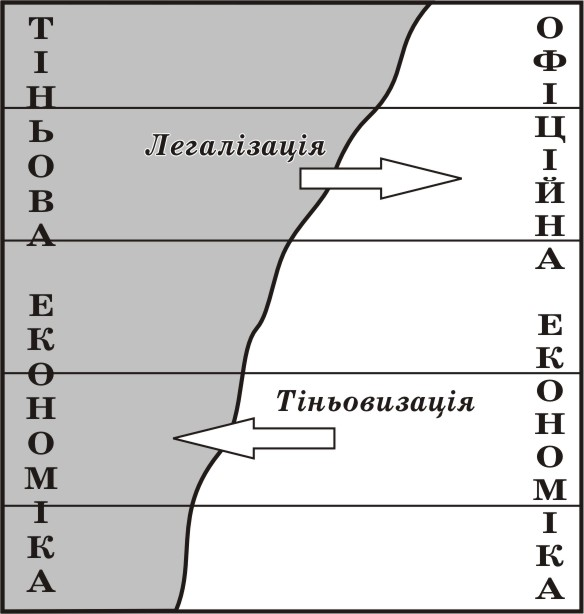 ТІНЬОВА ЕКОНОМІКА
Легалізація
Тіньовизація
ОФІЦІЙНА ЕКОНОМІКА